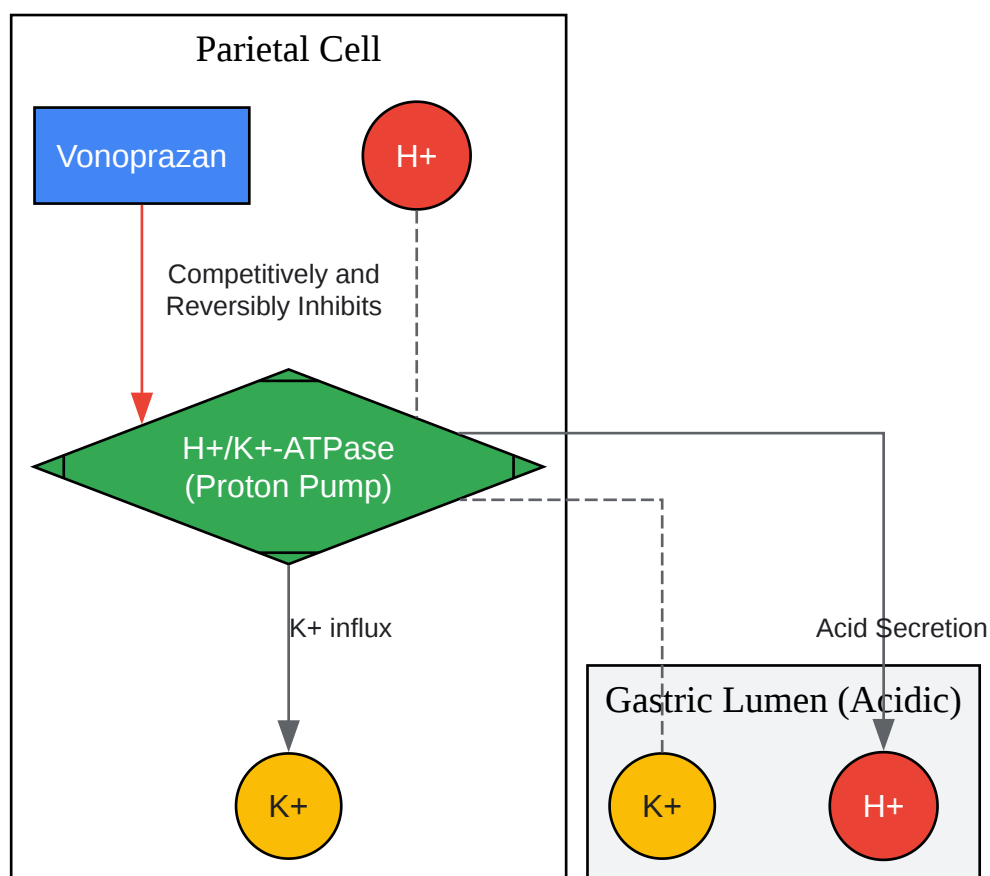 Parietal Cell
Vonoprazan
H+
Competitively and
Reversibly Inhibits
H+/K+-ATPase
(Proton Pump)
K+ influx
Acid Secretion
Gastric Lumen (Acidic)
K+
K+
H+